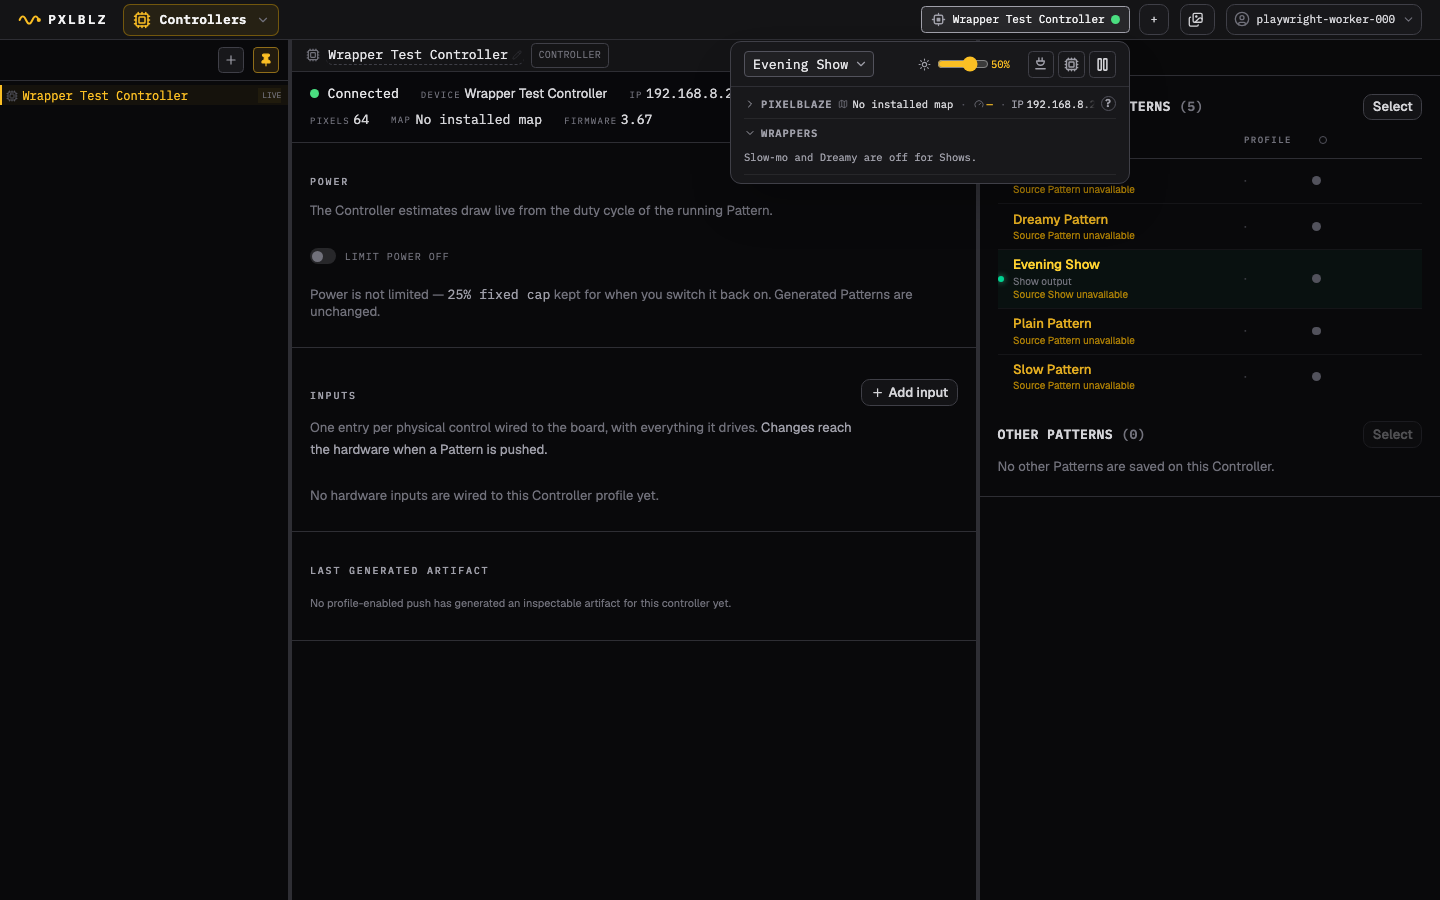 PXLBLZ
Controllers
Wrapper Test Controller
+
playwright-worker-000
+
Wrapper Test Controller
LIVE
Wrapper Test Controller
CONTROLLER
Connected
DEVICE Wrapper Test Controller
IP 192.168.8.2
PIXELS 64
MAP No installed map
FIRMWARE 3.67
Evening Show
50%
PIXELBLAZE
No installed map
·
–
·
IP 192.168.8.2
?
WRAPPERS
Slow-mo and Dreamy are off for Shows.
POWER
The Controller estimates draw live from the duty cycle of the running Pattern.
LIMIT POWER OFF
Power is not limited — 25% fixed cap kept for when you switch it back on. Generated Patterns are
unchanged.
INPUTS
+ Add input
One entry per physical control wired to the board, with everything it drives. Changes reach
the hardware when a Pattern is pushed.
No hardware inputs are wired to this Controller profile yet.
LAST GENERATED ARTIFACT
No profile-enabled push has generated an inspectable artifact for this controller yet.
TERNS (5)
Select
PROFILE
Source Pattern unavailable
Dreamy Pattern
Source Pattern unavailable
Evening Show
Show output
Source Show unavailable
Plain Pattern
Source Pattern unavailable
Slow Pattern
Source Pattern unavailable
OTHER PATTERNS (0)
Select
No other Patterns are saved on this Controller.